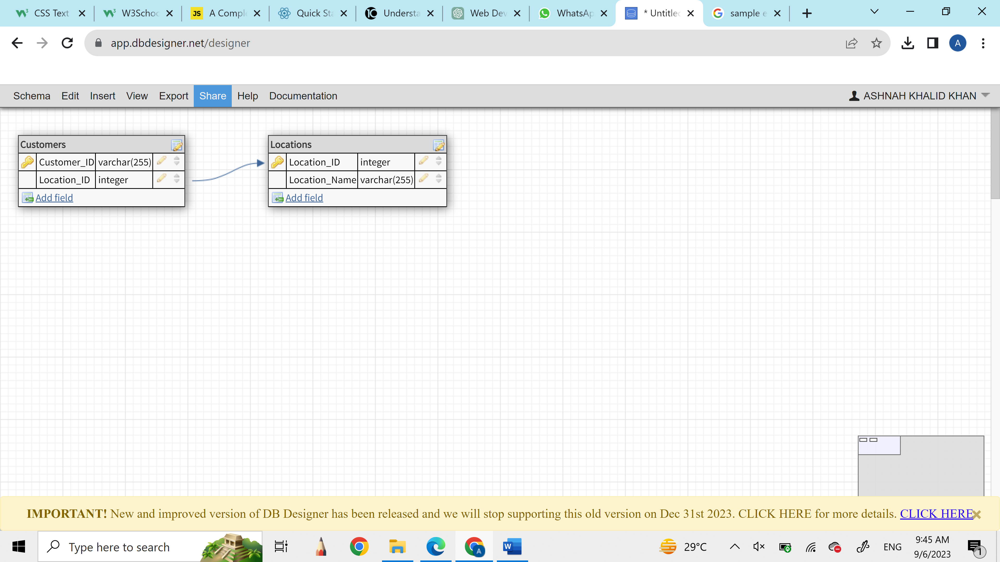 CSS Text
W3Schoo
A Comple
Quick Sta
Understa
Web Dev
WhatsAp
* Untitled
sample e
app.dbdesigner.net/designer
A
Schema Edit Insert View Export Share Help Documentation
ASHNAH KHALID KHAN
Customers
Customer_ID varchar(255)
Location_ID integer
Add field
Locations
Location_ID integer
Location_Name varchar(255)
Add field
IMPORTANT! New and improved version of DB Designer has been released and we will stop supporting this old version on Dec 31st 2023. CLICK HERE for more details. CLICK HERE
Type here to search
29°C
ENG
9:45 AM
9/6/2023
1